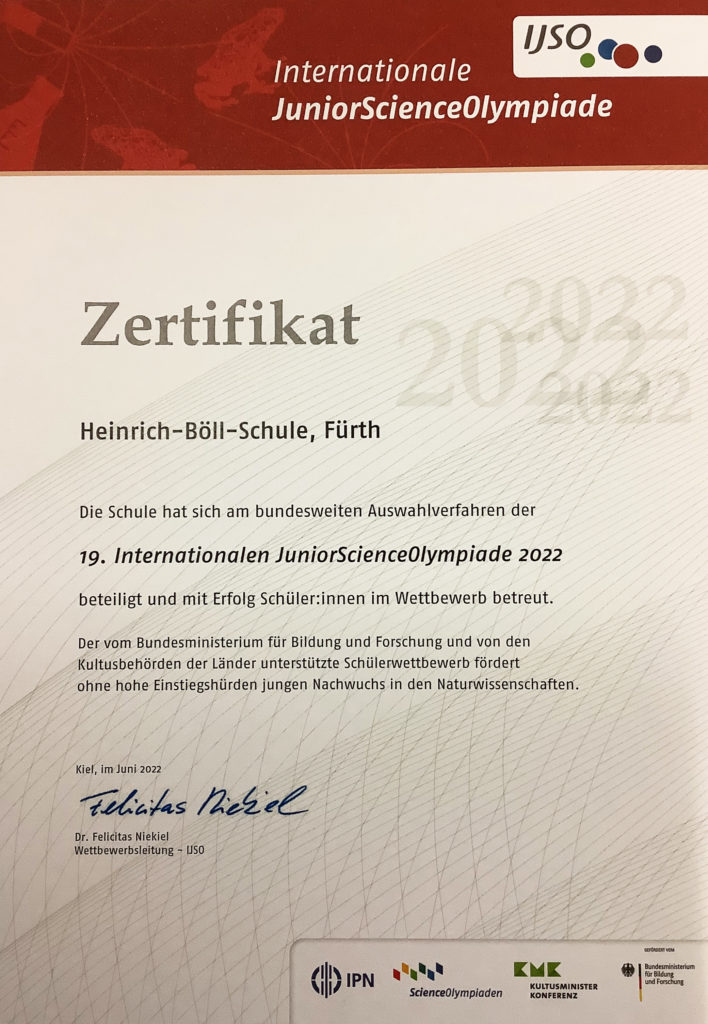 IJSO
Internationale
JuniorScienceOlympiade
Zertifikat
2022
2022
2022
Heinrich-Böll-Schule, Fürth
Die Schule hat sich am bundesweiten Auswahlverfahren der
19. Internationalen JuniorScienceOlympiade 2022
beteiligt und mit Erfolg Schüler:innen im Wettbewerb betreut.
Der vom Bundesministerium für Bildung und Forschung und von den
Kultusbehörden der Länder unterstützte Schülerwettbewerb fördert
ohne hohe Einstiegshürden jungen Nachwuchs in den Naturwissenschaften.
Kiel, im Juni 2022
Felicitas Niekiel
Dr. Felicitas Niekiel
Wettbewerbsleitung – IJSO
IPN
ScienceOlympiaden
KMK
KULTUSMINISTER
KONFERENZ
GEFÖRDERT VOM
Bundesministerium
für Bildung
und Forschung